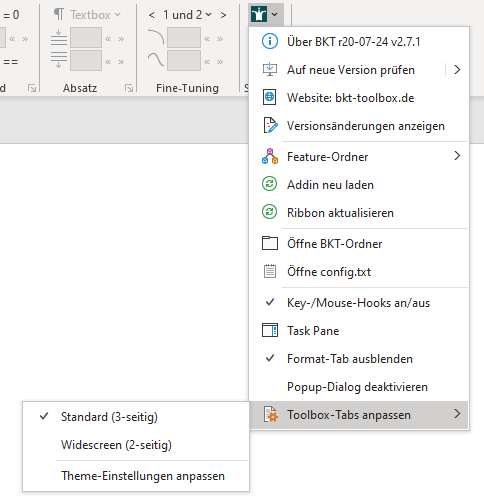 = 0
Textbox
< 1 und 2 >
« »
« »
==
« »
« »
d
Absatz
Fine-Tuning
S
Über BKT r20-07-24 v2.7.1
Auf neue Version prüfen
Website: bkt-toolbox.de
Versionsänderungen anzeigen
Feature-Ordner
Addin neu laden
Ribbon aktualisieren
Öffne BKT-Ordner
Öffne config.txt
Key-/Mouse-Hooks an/aus
Task Pane
Format-Tab ausblenden
Popup-Dialog deaktivieren
Toolbox-Tabs anpassen
Standard (3-seitig)
Widescreen (2-seitig)
Theme-Einstellungen anpassen